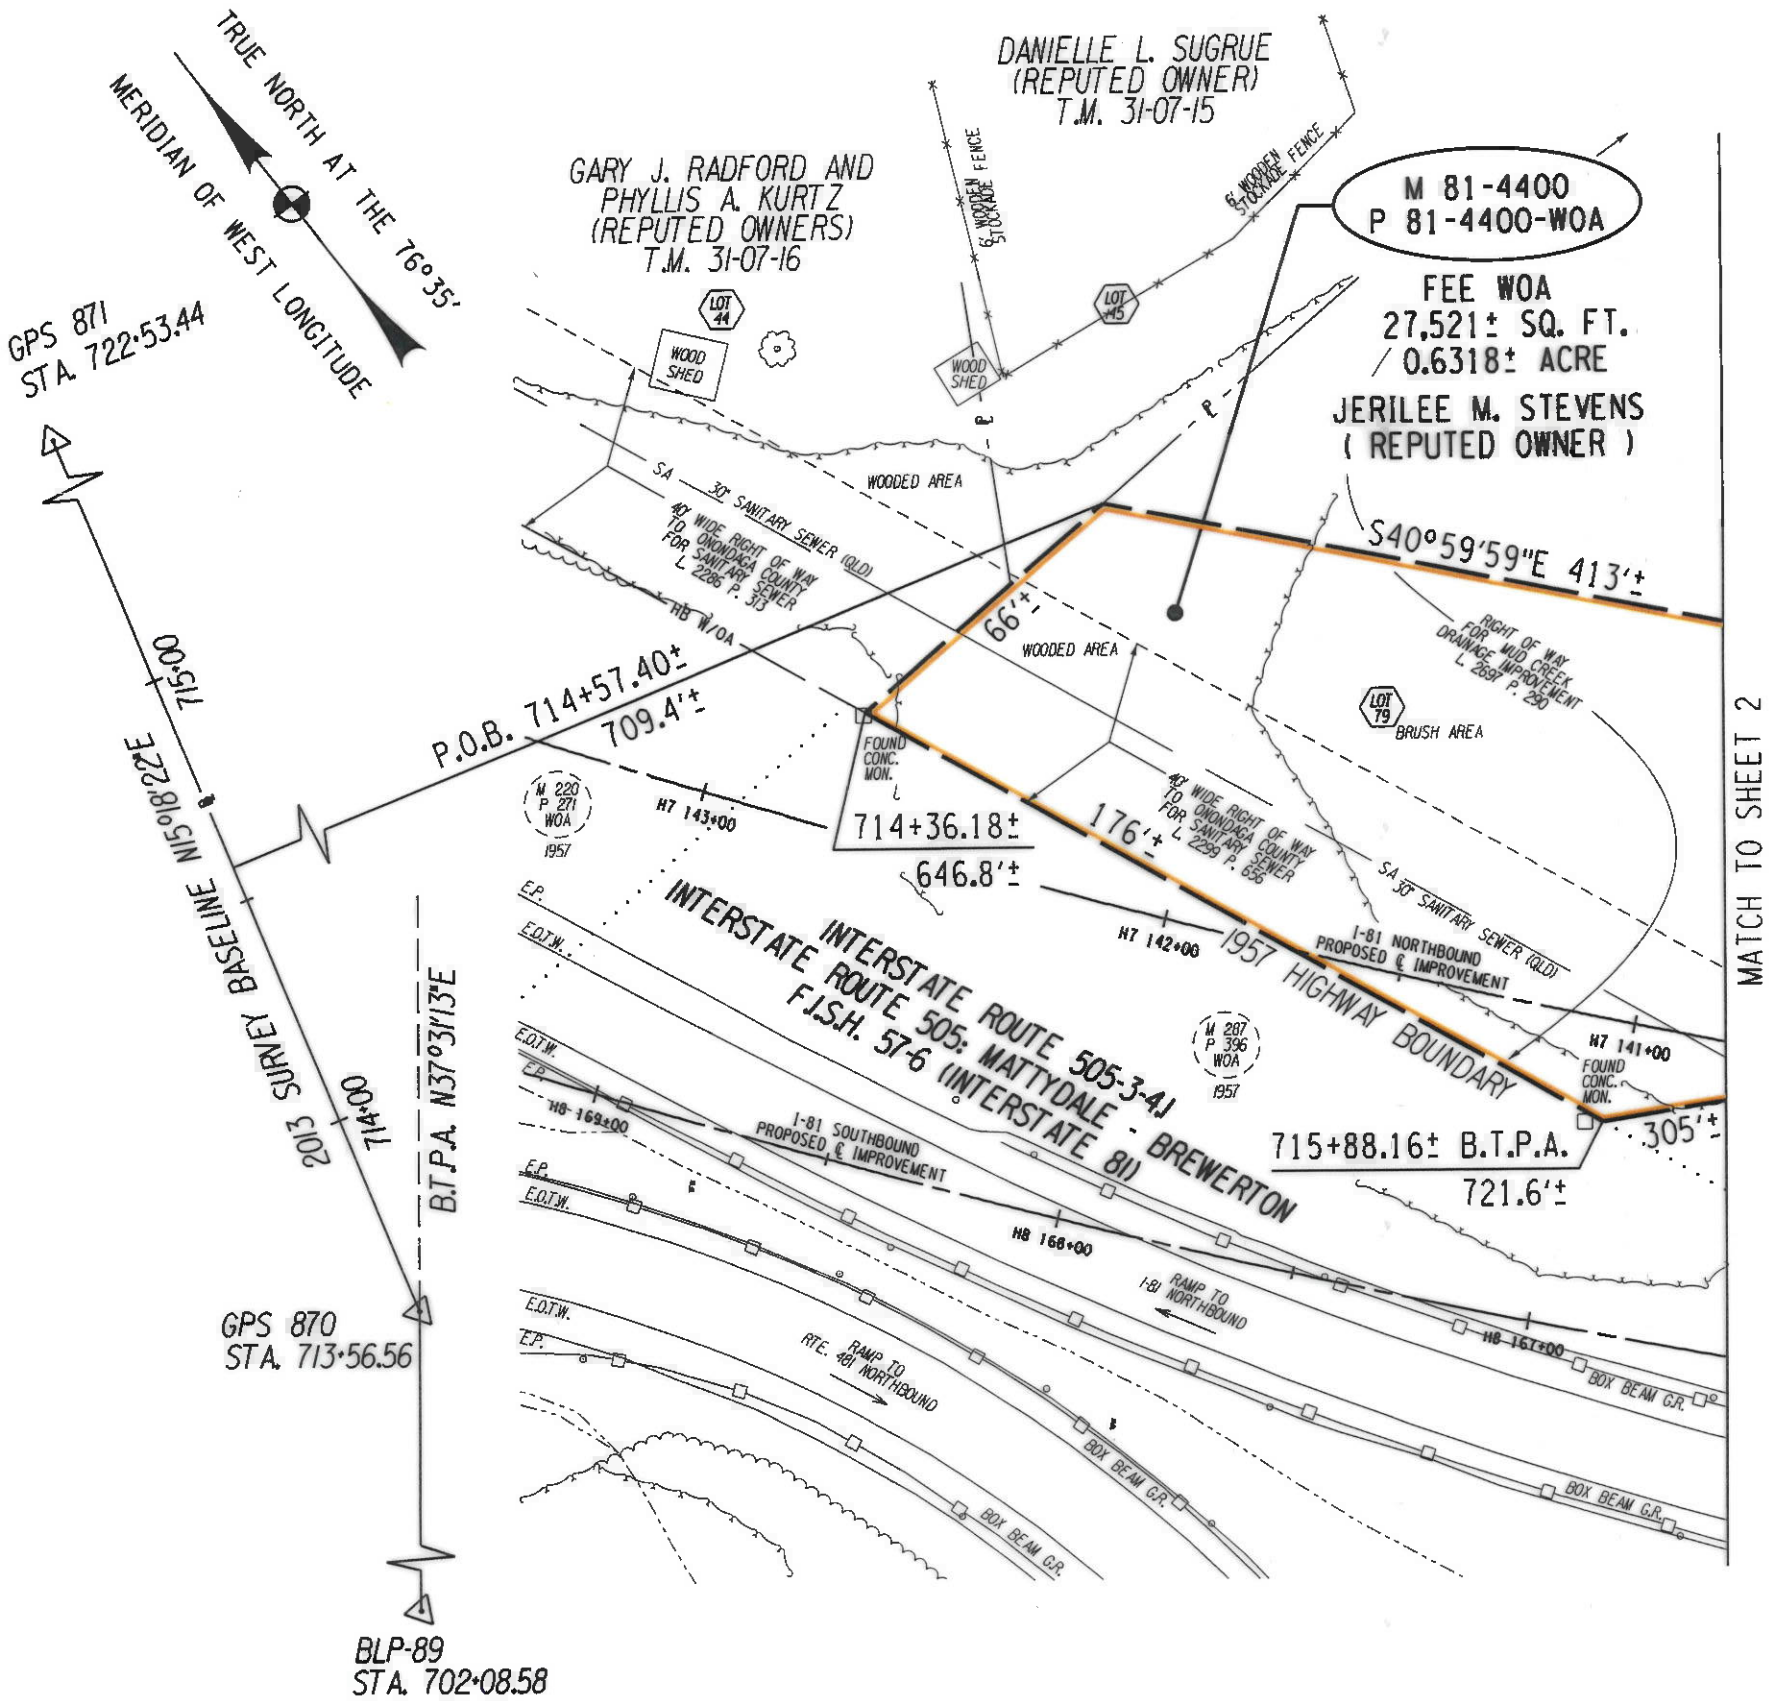 TRUE NORTH AT THE 76°35'
MERIDIAN OF WEST LONGITUDE
DANIELLE L. SUGRUE
(REPUTED OWNER)
T.M. 31-07-15
GARY J. RADFORD AND
PHYLLIS A. KURTZ
(REPUTED OWNERS)
T.M. 31-07-16
6' WOODEN
STOCKADE FENCE
6' WOODEN
STOCKADE FENCE
M 81-4400
P 81-4400-WOA
FEE WOA
27,521± SQ. FT.
0.6318± ACRE
JERILEE M. STEVENS
( REPUTED OWNER )
GPS 871
STA. 722+53.44
LOT
44
LOT
45
WOOD
SHED
WOOD
SHED
WOODED AREA
SA
30" SANITARY SEWER (QLD)
40' WIDE RIGHT OF WAY
TO ONONDAGA COUNTY
FOR SANITARY SEWER
L. 2286 P. 313
HB W/OA
S40°59'59"E 413'±
66'±
WOODED AREA
RIGHT OF WAY
FOR MUD CREEK
DRAINAGE IMPROVEMENT
L. 2697 P. 290
LOT
79
BRUSH AREA
MATCH TO SHEET 2
715+00
P.O.B. 714+57.40±
709.4'±
FOUND
CONC.
MON.
M 220
P 271
WOA
1957
H7 143+00
714+36.18±
646.8'±
176'±
40' WIDE RIGHT OF WAY
TO ONONDAGA COUNTY
FOR SANITARY SEWER
L. 2299 P. 656
SA 30" SANITARY SEWER (QLD)
2013 SURVEY BASELINE N15°18'22"E
714+00
B.T.P.A. N37°31'13"E
E.P.
E.O.T.W.
H7 142+00
1957 HIGHWAY BOUNDARY
I-81 NORTHBOUND
PROPOSED ℄ IMPROVEMENT
H7 141+00
INTERSTATE ROUTE 505-3-4.1
INTERSTATE ROUTE 505: MATTYDALE - BREWERTON
F.I.S.H. 57-6 (INTERSTATE 81)
M 287
P 396
WOA
1957
FOUND
CONC.
MON.
E.O.T.W.
E.P.
H8 169+00
I-81 SOUTHBOUND
PROPOSED ℄ IMPROVEMENT
715+88.16± B.T.P.A.
721.6'±
305'±
E.P.
E.O.T.W.
H8 168+00
RAMP TO
I-81 NORTHBOUND
E.O.T.W.
E.P.
RAMP TO
RTE. 481 NORTHBOUND
H8 167+00
BOX BEAM G.R.
BOX BEAM G.R.
BOX BEAM G.R.
BOX BEAM G.R.
GPS 870
STA. 713+56.56
BLP-89
STA. 702+08.58